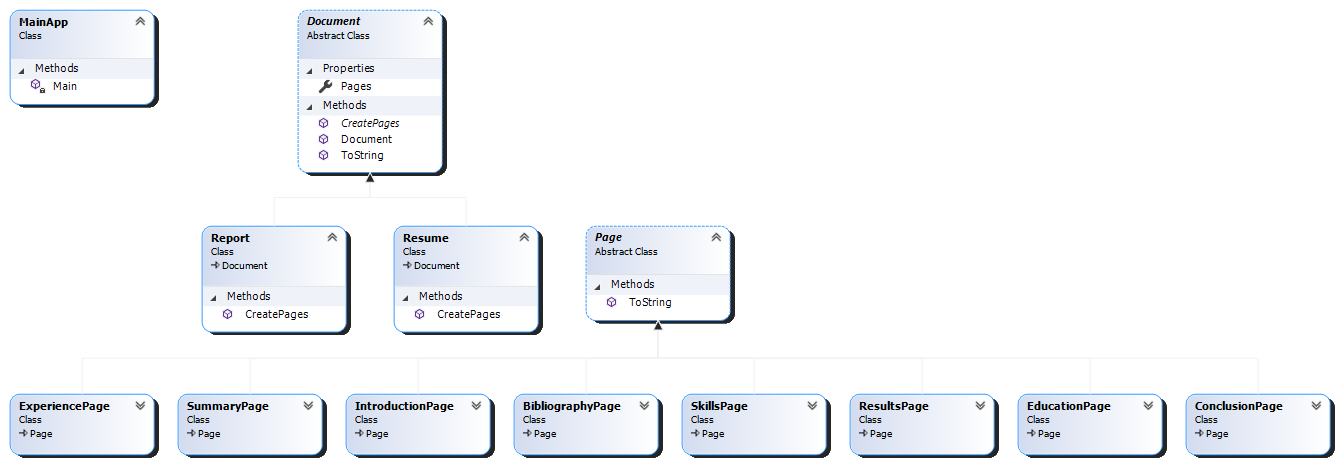 MainApp
Class
Methods
Main
Document
Abstract Class
Properties
Pages
Methods
CreatePages
Document
ToString
Report
Class
Document
Methods
CreatePages
Resume
Class
Document
Methods
CreatePages
Page
Abstract Class
Methods
ToString
ExperiencePage
Class
Page
SummaryPage
Class
Page
IntroductionPage
Class
Page
BibliographyPage
Class
Page
SkillsPage
Class
Page
ResultsPage
Class
Page
EducationPage
Class
Page
ConclusionPage
Class
Page